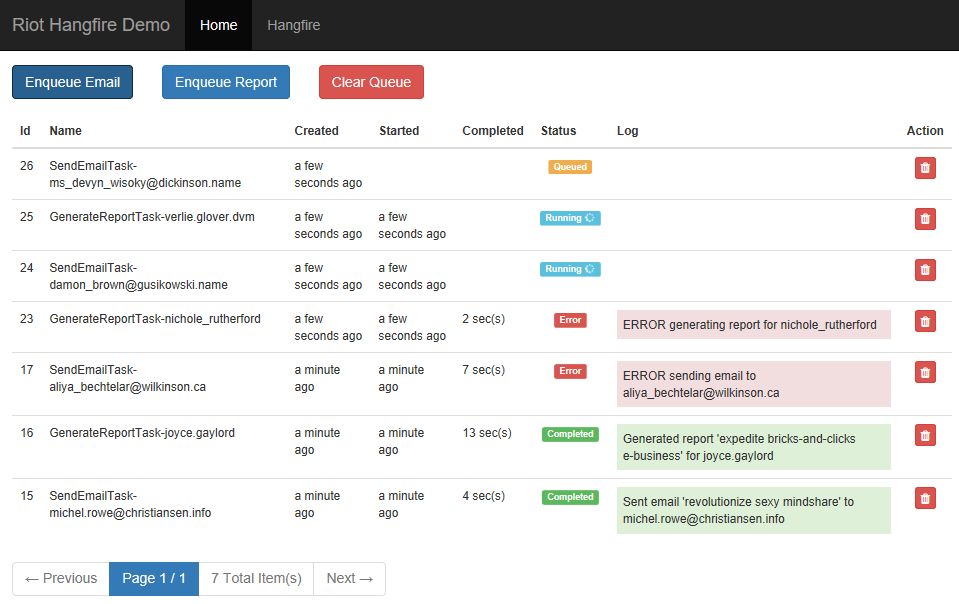 Riot Hangfire Demo Home Hangfire
Enqueue Email Enqueue Report Clear Queue
Id Name Created Started Completed Status Log Action
26 SendEmailTask- a few Queued
ms_devyn_wisoky@dickinson.name seconds ago
25 GenerateReportTask-verlie.glover.dvm a few a few Running
seconds ago seconds ago
24 SendEmailTask- a few a few Running
damon_brown@gusikowski.name seconds ago seconds ago
23 GenerateReportTask-nichole_rutherford a few a few 2 sec(s) Error ERROR generating report for nichole_rutherford
seconds ago seconds ago
17 SendEmailTask- a minute a minute 7 sec(s) Error ERROR sending email to
aliya_bechtelar@wilkinson.ca ago ago aliya_bechtelar@wilkinson.ca
16 GenerateReportTask-joyce.gaylord a minute a minute 13 sec(s) Completed Generated report 'expedite bricks-and-clicks
ago ago e-business' for joyce.gaylord
15 SendEmailTask- a minute a minute 4 sec(s) Completed Sent email 'revolutionize sexy mindshare' to
michel.rowe@christiansen.info ago ago michel.rowe@christiansen.info
← Previous Page 1 / 1 7 Total Item(s) Next →